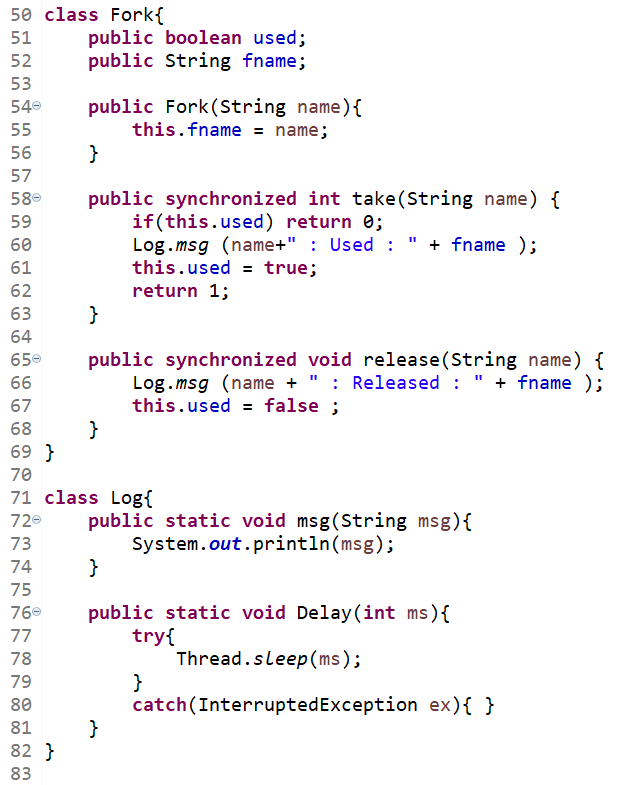 50 class Fork{
51     public boolean used;
52     public String fname;
53
54     public Fork(String name){
55         this.fname = name;
56     }
57
58     public synchronized int take(String name) {
59         if(this.used) return 0;
60         Log.msg (name+" : Used : " + fname );
61         this.used = true;
62         return 1;
63     }
64
65     public synchronized void release(String name) {
66         Log.msg (name + " : Released : " + fname );
67         this.used = false ;
68     }
69 }
70
71 class Log{
72     public static void msg(String msg){
73         System.out.println(msg);
74     }
75
76     public static void Delay(int ms){
77         try{
78             Thread.sleep(ms);
79         }
80         catch(InterruptedException ex){ }
81     }
82 }
83